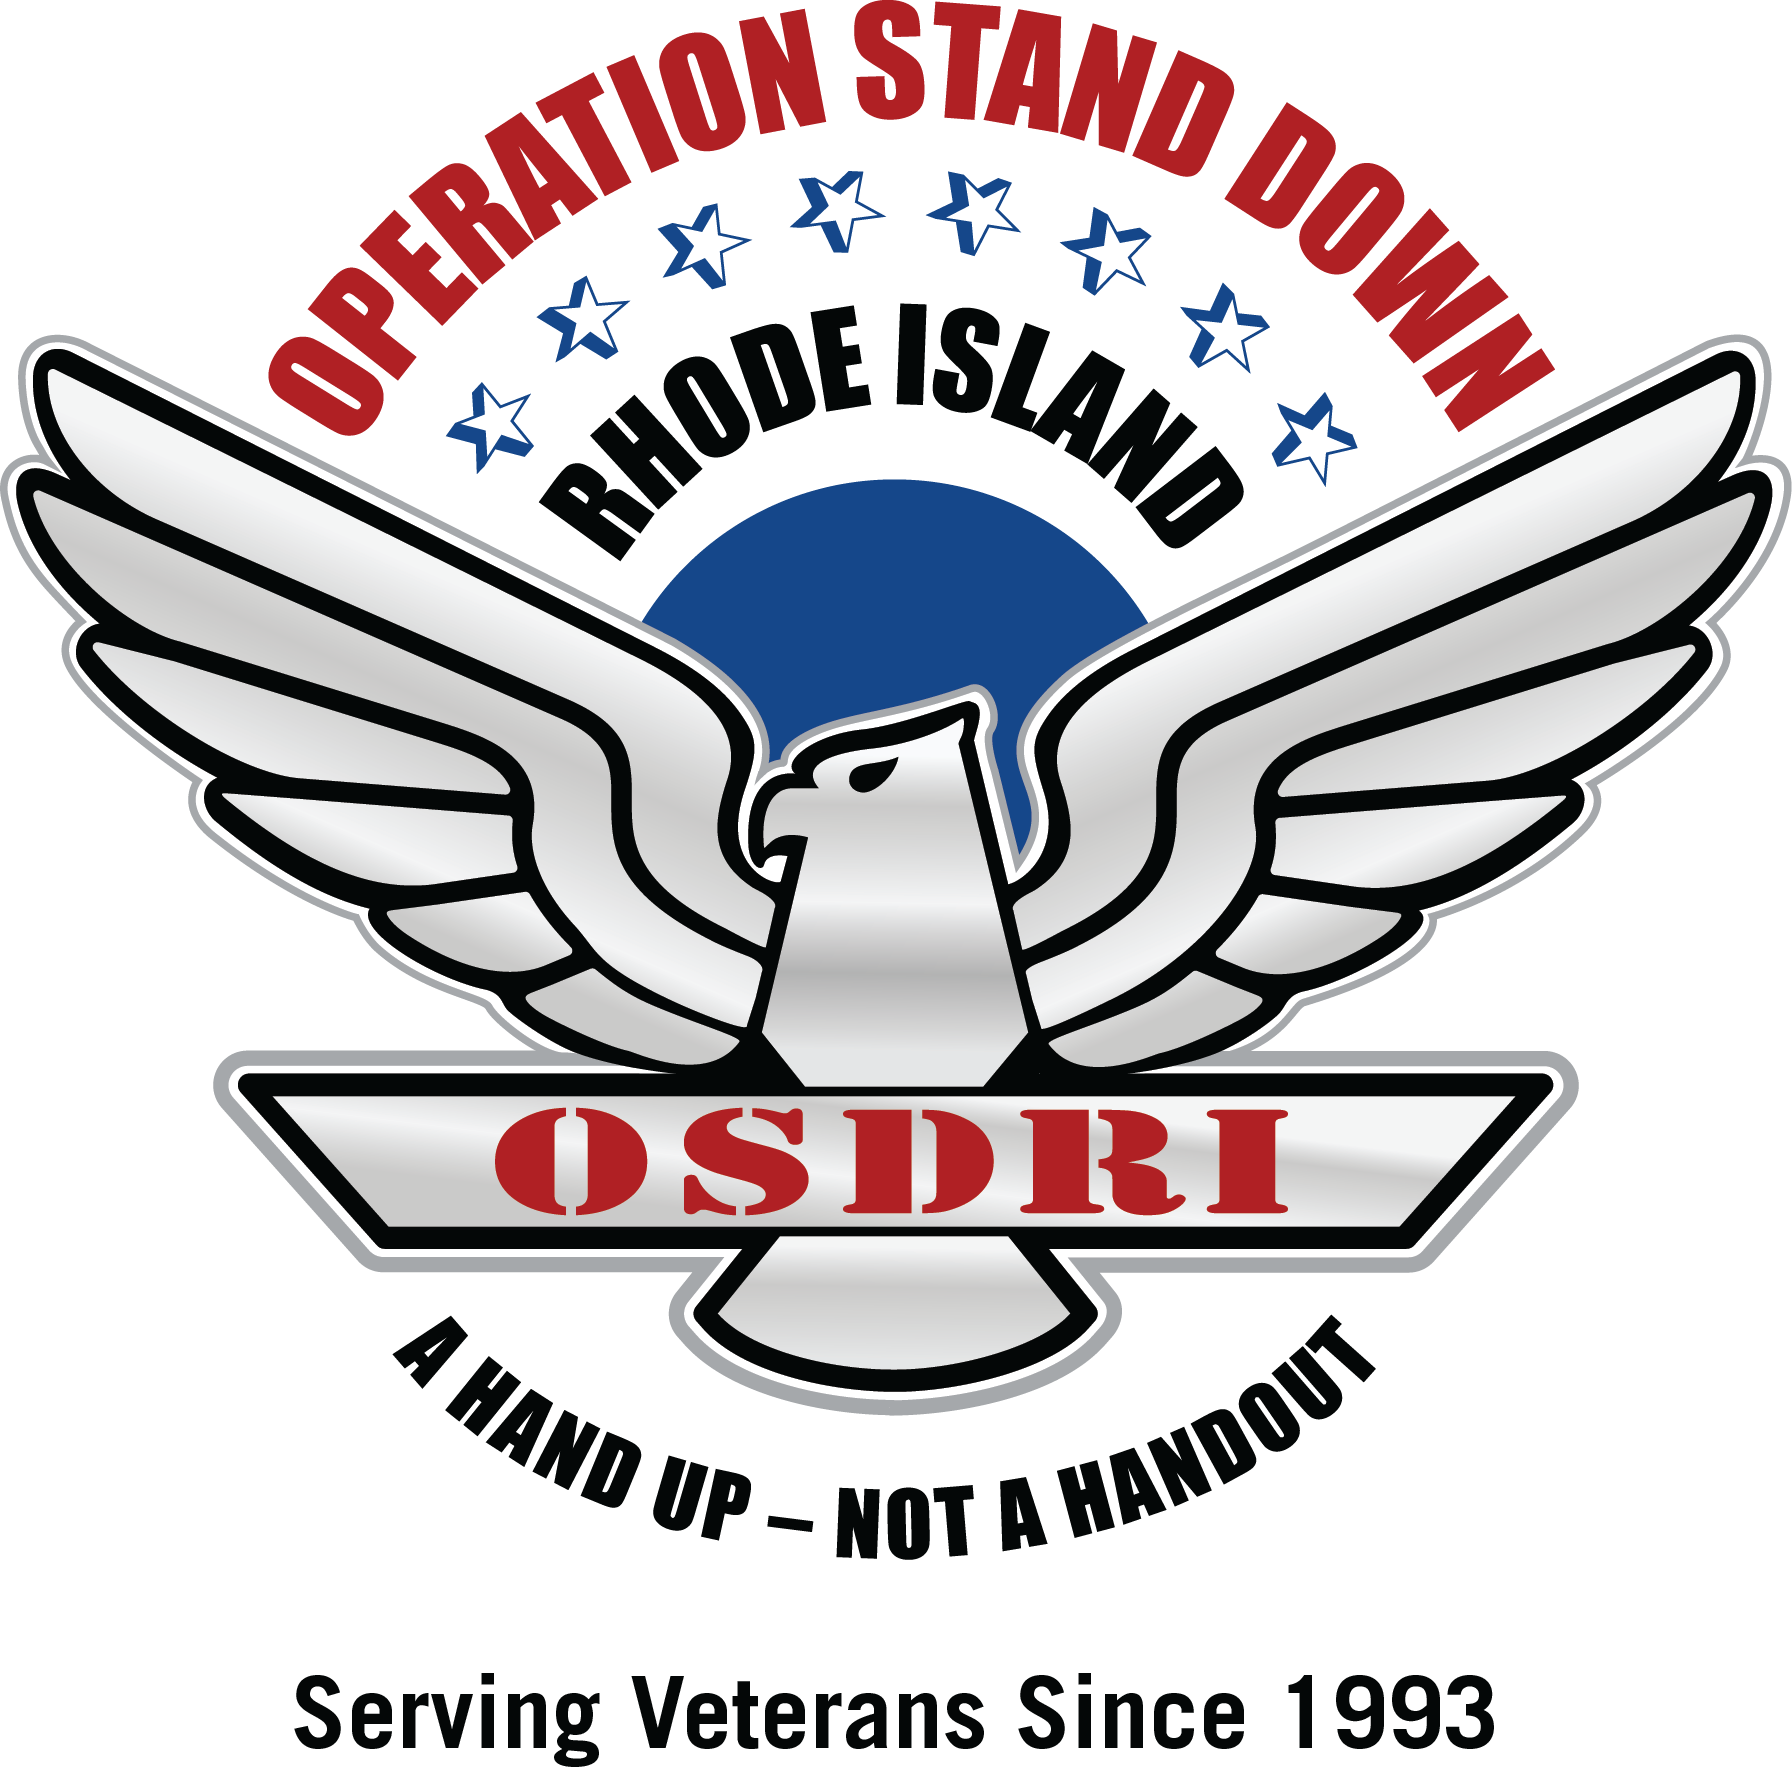 OPERATION STAND DOWN
RHODE ISLAND
OSDRI
A HAND UP – NOT A HANDOUT
Serving Veterans Since 1993